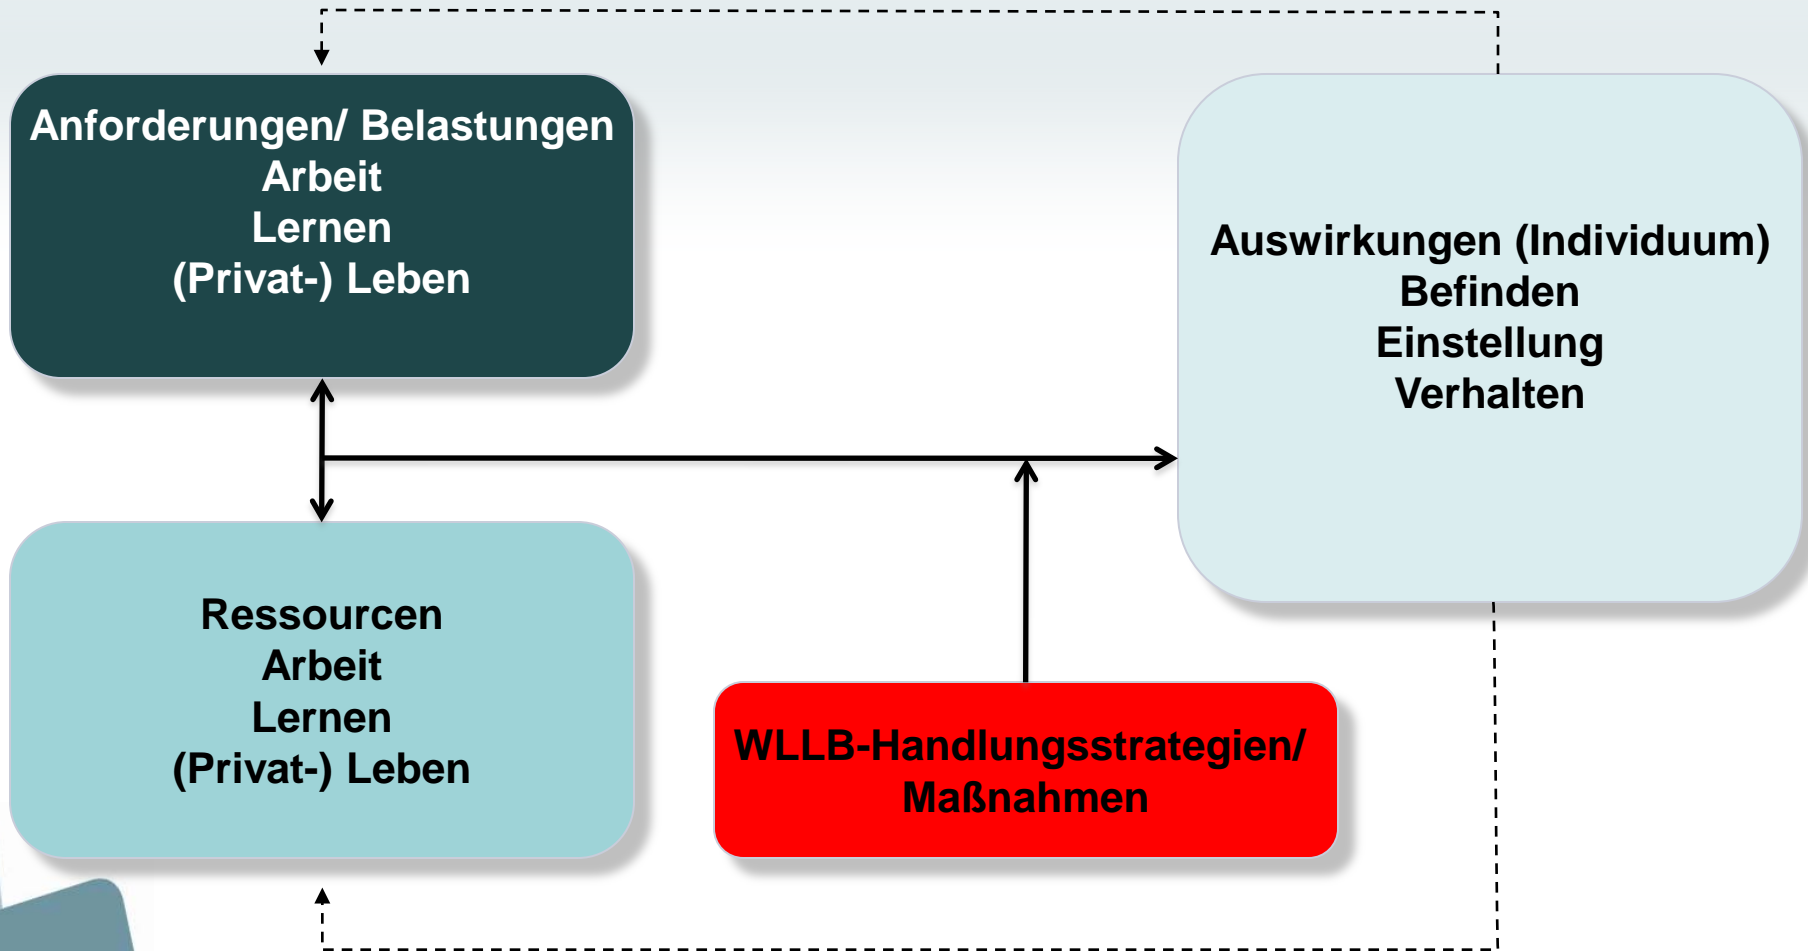 Anforderungen/ Belastungen
Arbeit
Lernen
(Privat-) Leben
Auswirkungen (Individuum)
Befinden
Einstellung
Verhalten
Ressourcen
Arbeit
Lernen
(Privat-) Leben
WLLB-Handlungsstrategien/
Maßnahmen